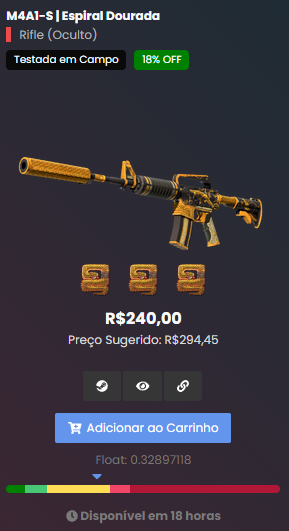 M4A1-S | Espiral Dourada
Rifle (Oculto)
Testada em Campo
18% OFF
R$240,00
Preço Sugerido: R$294,45
Adicionar ao Carrinho
Float: 0.32897118
Disponível em 18 horas